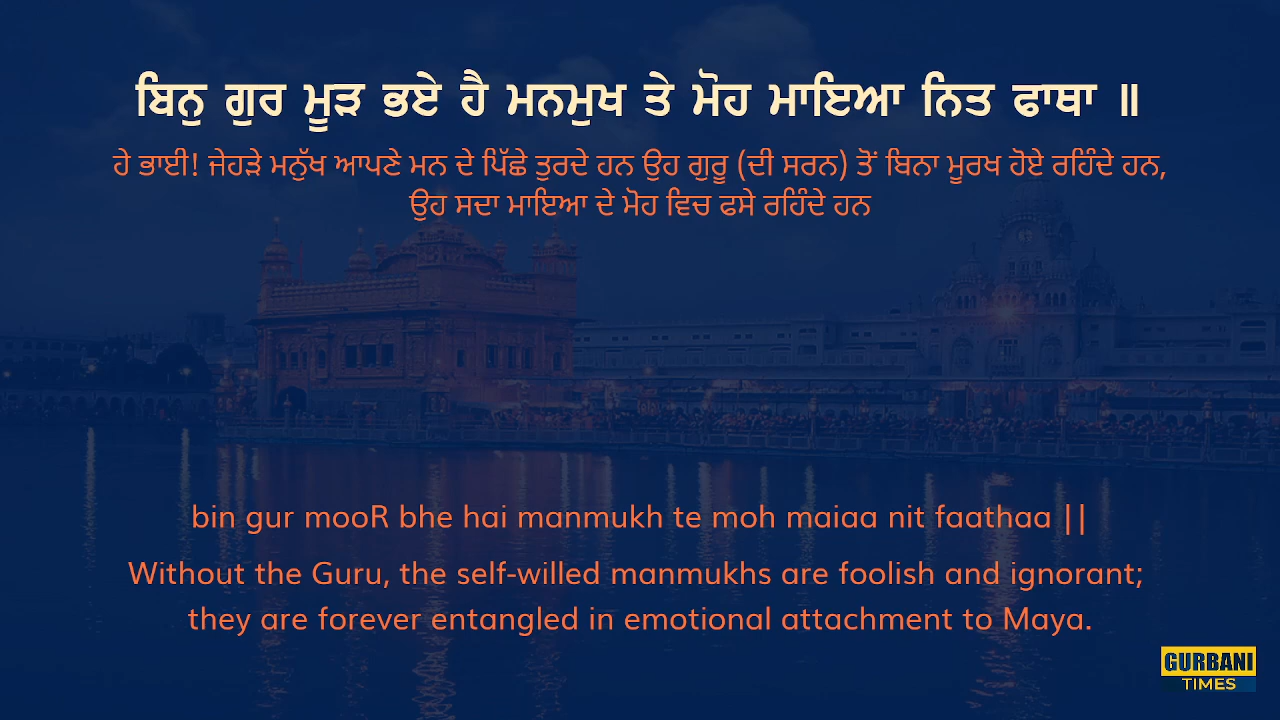 ਬਿਨੁ ਗੁਰ ਮੂੜ ਭਏ ਹੈ ਮਨਮੁਖ ਤੇ ਮੋਹ ਮਾਇਆ ਨਿਤ ਫਾਥਾ ॥
ਹੇ ਭਾਈ! ਜੇਹੜੇ ਮਨੁੱਖ ਆਪਣੇ ਮਨ ਦੇ ਪਿੱਛੇ ਤੁਰਦੇ ਹਨ ਉਹ ਗੁਰੂ (ਦੀ ਸਰਨ) ਤੋਂ ਬਿਨਾ ਮੂਰਖ ਹੋਏ ਰਹਿੰਦੇ ਹਨ,
ਉਹ ਸਦਾ ਮਾਇਆ ਦੇ ਮੋਹ ਵਿਚ ਫਸੇ ਰਹਿੰਦੇ ਹਨ
bin gur mooR bhe hai manmukh te moh maiaa nit faathaa ||
Without the Guru, the self-willed manmukhs are foolish and ignorant;
they are forever entangled in emotional attachment to Maya.
GURBANI
TIMES